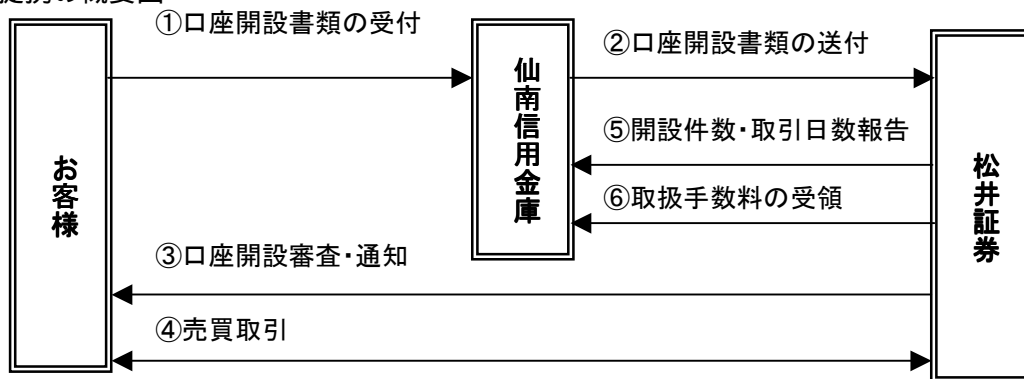 提携の概要図
①口座開設書類の受付
②口座開設書類の送付
仙南信用金庫
⑤開設件数・取引日数報告
お客様
松井証券
⑥取扱手数料の受領
③口座開設審査・通知
④売買取引